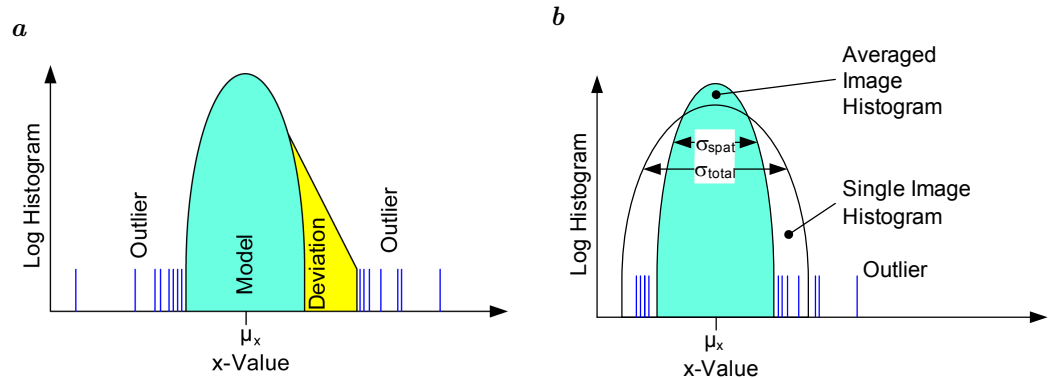 a
Log Histogram
Outlier
Model
Deviation
Outlier
μx
x-Value
b
Averaged
Image
Histogram
Log Histogram
σspat
σtotal
Single Image
Histogram
Outlier
μx
x-Value